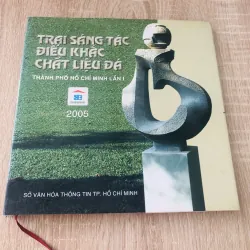 TRẠI SÁNG TÁC
ĐIÊU KHẮC
CHẤT LIỆU ĐÁ
THÀNH PHỐ HỒ CHÍ MINH LẦN I
2005
SỞ VĂN HÓA THÔNG TIN TP. HỒ CHÍ MINH